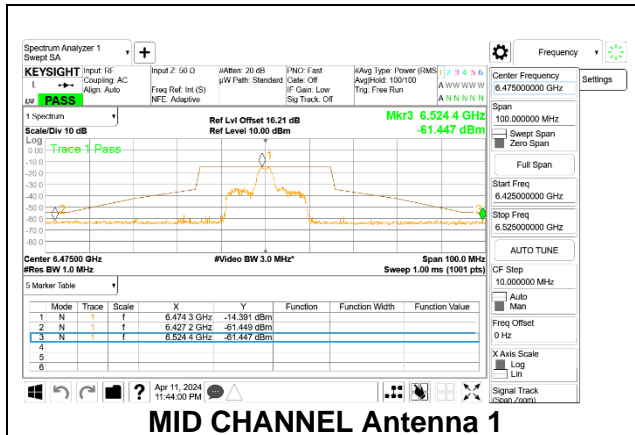 Spectrum Analyzer 1
Swept SA
Frequency
KEYSIGHT
L
PASS
Input: RF
Coupling: AC
Align: Auto
Input Z: 50 Ω
Freq Ref: Int (S)
NFE: Adaptive
#Atten: 20 dB
µW Path: Standard
PNO: Fast
Gate: Off
IF Gain: Low
Sig Track: Off
#Avg Type: Power (RMS)
Avg|Hold: 100/100
Trig: Free Run
1 2 3 4 5 6
A W W W W W
A N N N N N
1 Spectrum
Scale/Div 10 dB
Ref Lvl Offset 16.21 dB
Ref Level 10.00 dBm
Mkr3 6.524 4 GHz
-61.447 dBm
Log
Trace 1 Pass
0.00
-10.0
-20.0
-30.0
-40.0
-50.0
-60.0
-70.0
-80.0
1
2
3
Center 6.47500 GHz
#Res BW 1.0 MHz
#Video BW 3.0 MHz*
Span 100.0 MHz
Sweep 1.00 ms (1001 pts)
5 Marker Table
Mode Trace Scale X Y Function Function Width Function Value
1 N 1 f 6.474 3 GHz -14.391 dBm
2 N 1 f 6.427 2 GHz -61.449 dBm
3 N 1 f 6.524 4 GHz -61.447 dBm
4
5
6
Apr 11, 2024
11:44:00 PM
Center Frequency
6.475000000 GHz
Settings
Span
100.000000 MHz
Swept Span
Zero Span
Full Span
Start Freq
6.425000000 GHz
Stop Freq
6.525000000 GHz
AUTO TUNE
CF Step
10.000000 MHz
Auto
Man
Freq Offset
0 Hz
X Axis Scale
Log
Lin
Signal Track
(Span Zoom)
MID CHANNEL Antenna 1